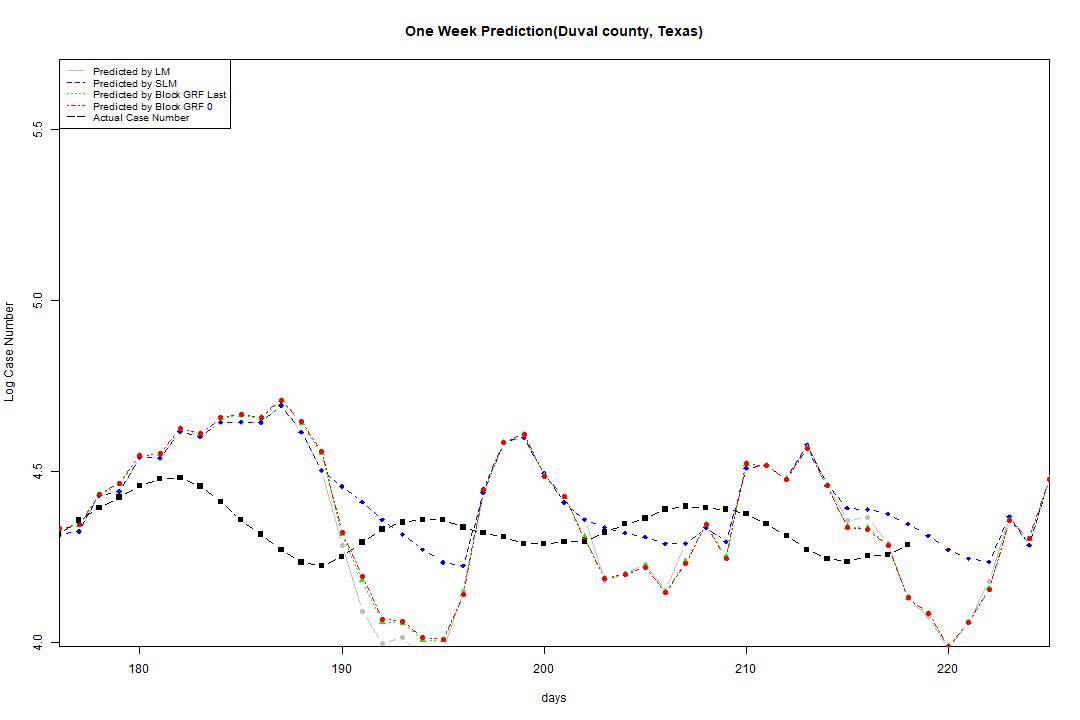 One Week Prediction(Duval county, Texas)
Predicted by LM
Predicted by SLM
Predicted by Block GRF Last
Predicted by Block GRF 0
Actual Case Number
5.5
5.0
4.5
4.0
Log Case Number
180 190 200 210 220
days